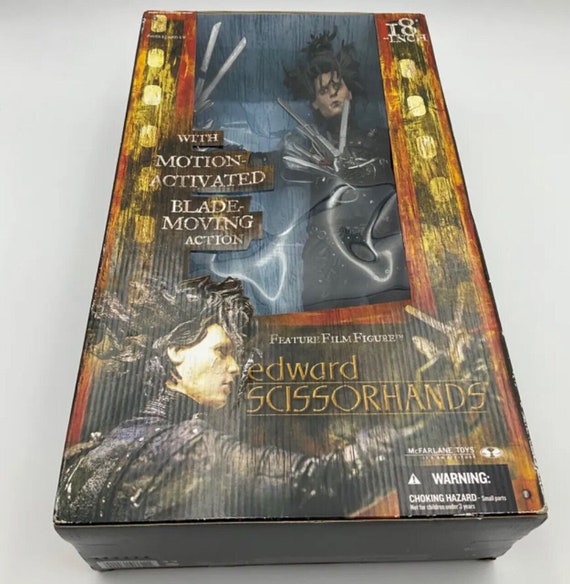 18
-INCH
WITH
MOTION-
ACTIVATED
BLADE-
MOVING
ACTION
FEATURE FILM FIGURE™
edward
SCISSORHANDS
MCFARLANE TOYS
WARNING:
CHOKING HAZARD - Small parts
Not for children under 3 years